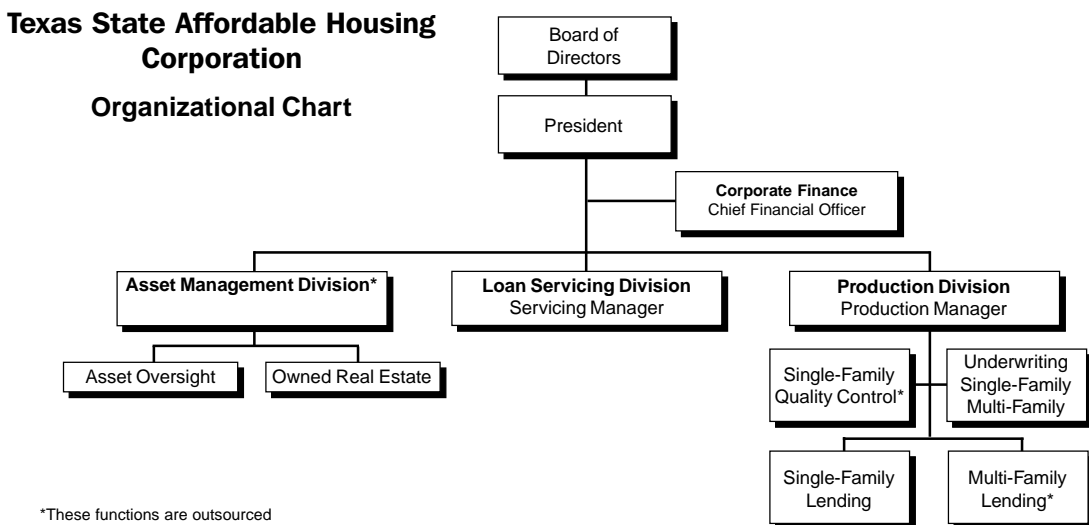 Texas State Affordable Housing
Corporation
Organizational Chart
Board of
Directors
President
Corporate Finance
Chief Financial Officer
Asset Management Division*
Loan Servicing Division
Servicing Manager
Production Division
Production Manager
Asset Oversight
Owned Real Estate
Single-Family
Quality Control*
Underwriting
Single-Family
Multi-Family
Single-Family
Lending
Multi-Family
Lending*
*These functions are outsourced